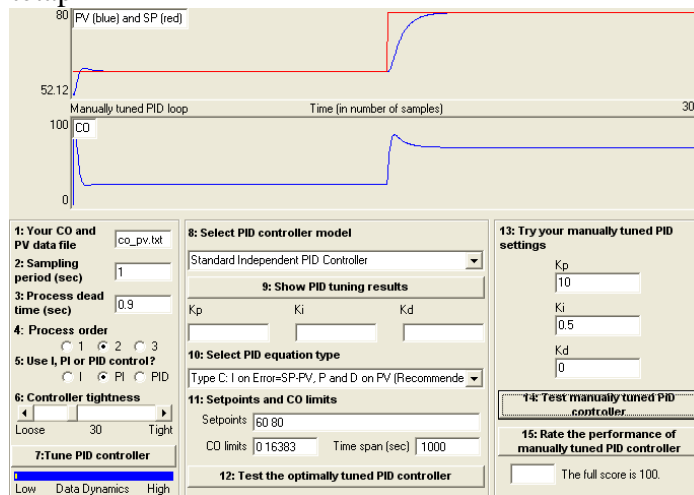 80
PV (blue) and SP (red)
52.12
Manually tuned PID loop
Time (in number of samples)
30
100
CO
0
1: Your CO and
PV data file
co_pv.txt
2: Sampling
period (sec)
1
3: Process dead
time (sec)
0.9
4: Process order
1 2 3
5: Use I, PI or PID control?
I PI PID
6: Controller tightness
Loose 30 Tight
7:Tune PID controller
Low Data Dynamics High
8: Select PID controller model
Standard Independent PID Controller
9: Show PID tuning results
Kp Ki Kd
10: Select PID equation type
Type C: I on Error=SP-PV, P and D on PV (Recommende
11: Setpoints and CO limits
Setpoints 60 80
CO limits 0 16383 Time span (sec) 1000
12: Test the optimally tuned PID controller
13: Try your manually tuned PID
settings
Kp
10
Ki
0.5
Kd
0
14: Test manually tuned PID
controller
15: Rate the performance of
manually tuned PID controller
The full score is 100.